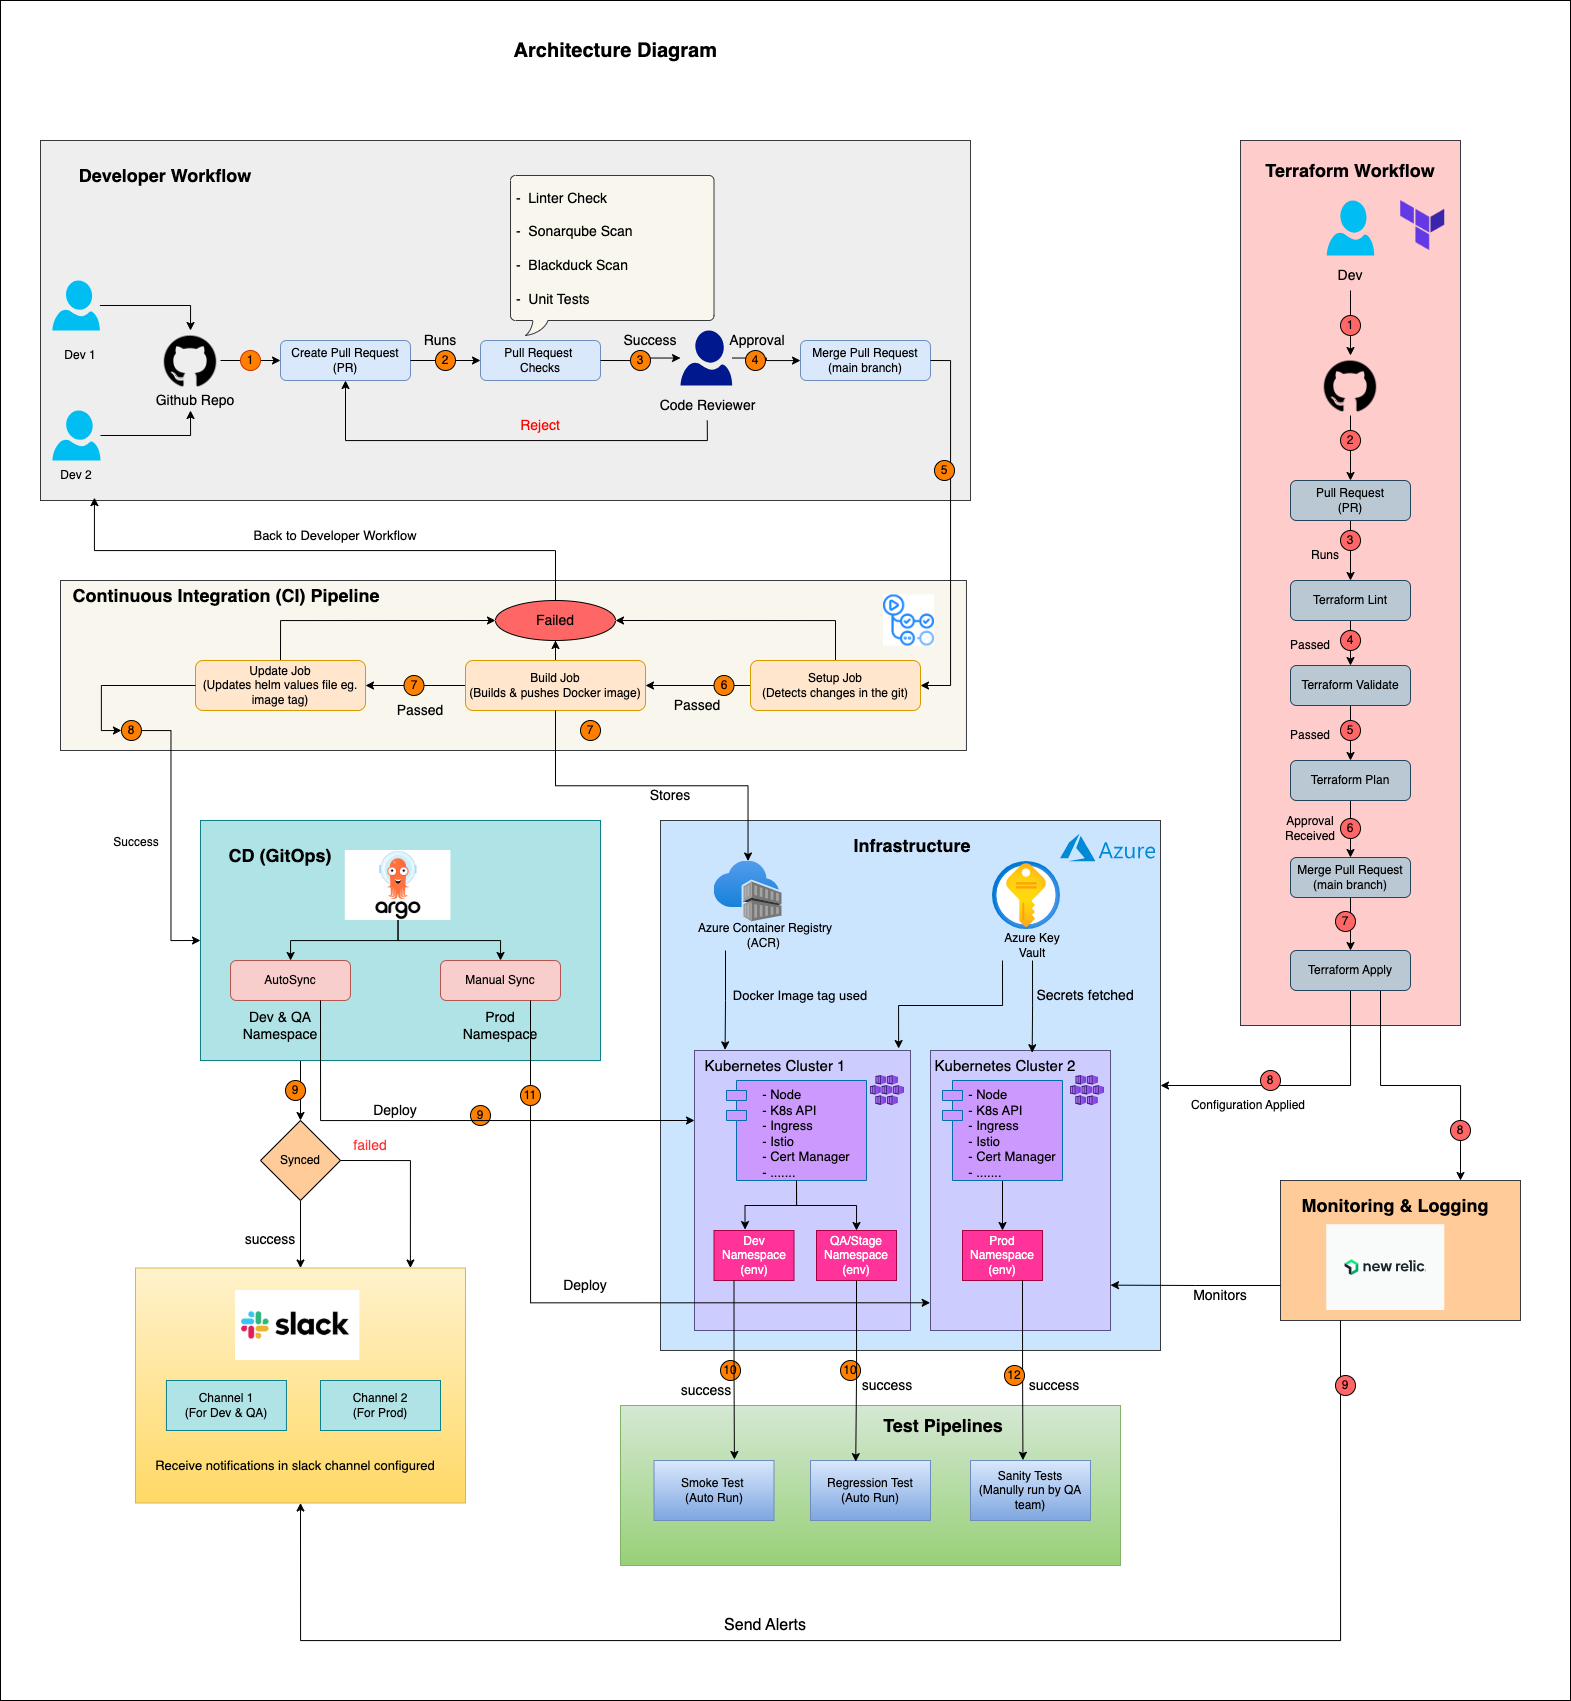 Architecture Diagram
Developer Workflow
- Linter Check
- Sonarqube Scan
- Blackduck Scan
- Unit Tests
Dev 1
Dev 2
Github Repo
1
Create Pull Request
(PR)
Runs
2
Pull Request
Checks
Success
3
Code Reviewer
Approval
4
Merge Pull Request
(main branch)
Reject
5
Back to Developer Workflow
Continuous Integration (CI) Pipeline
Failed
Update Job
(Updates helm values file eg.
image tag)
7
Passed
Build Job
(Builds & pushes Docker image)
6
Passed
Setup Job
(Detects changes in the git)
8
7
Stores
Success
CD (GitOps)
argo
AutoSync
Manual Sync
Dev & QA
Namespace
Prod
Namespace
9
11
Deploy
9
Synced
failed
success
Deploy
slack
Channel 1
(For Dev & QA)
Channel 2
(For Prod)
Receive notifications in slack channel configured
Infrastructure
Azure
Azure Container Registry
(ACR)
Azure Key
Vault
Docker Image tag used
Secrets fetched
Kubernetes Cluster 1
- Node
- K8s API
- Ingress
- Istio
- Cert Manager
- .......
Dev
Namespace
(env)
QA/Stage
Namespace
(env)
Kubernetes Cluster 2
- Node
- K8s API
- Ingress
- Istio
- Cert Manager
- .......
Prod
Namespace
(env)
10
success
10
success
12
success
Test Pipelines
Smoke Test
(Auto Run)
Regression Test
(Auto Run)
Sanity Tests
(Manully run by QA
team)
Terraform Workflow
Dev
1
2
Pull Request
(PR)
3
Runs
Terraform Lint
4
Passed
Terraform Validate
5
Passed
Terraform Plan
Approval
Received
6
Merge Pull Request
(main branch)
7
Terraform Apply
8
Configuration Applied
8
Monitoring & Logging
new relic
Monitors
9
Send Alerts